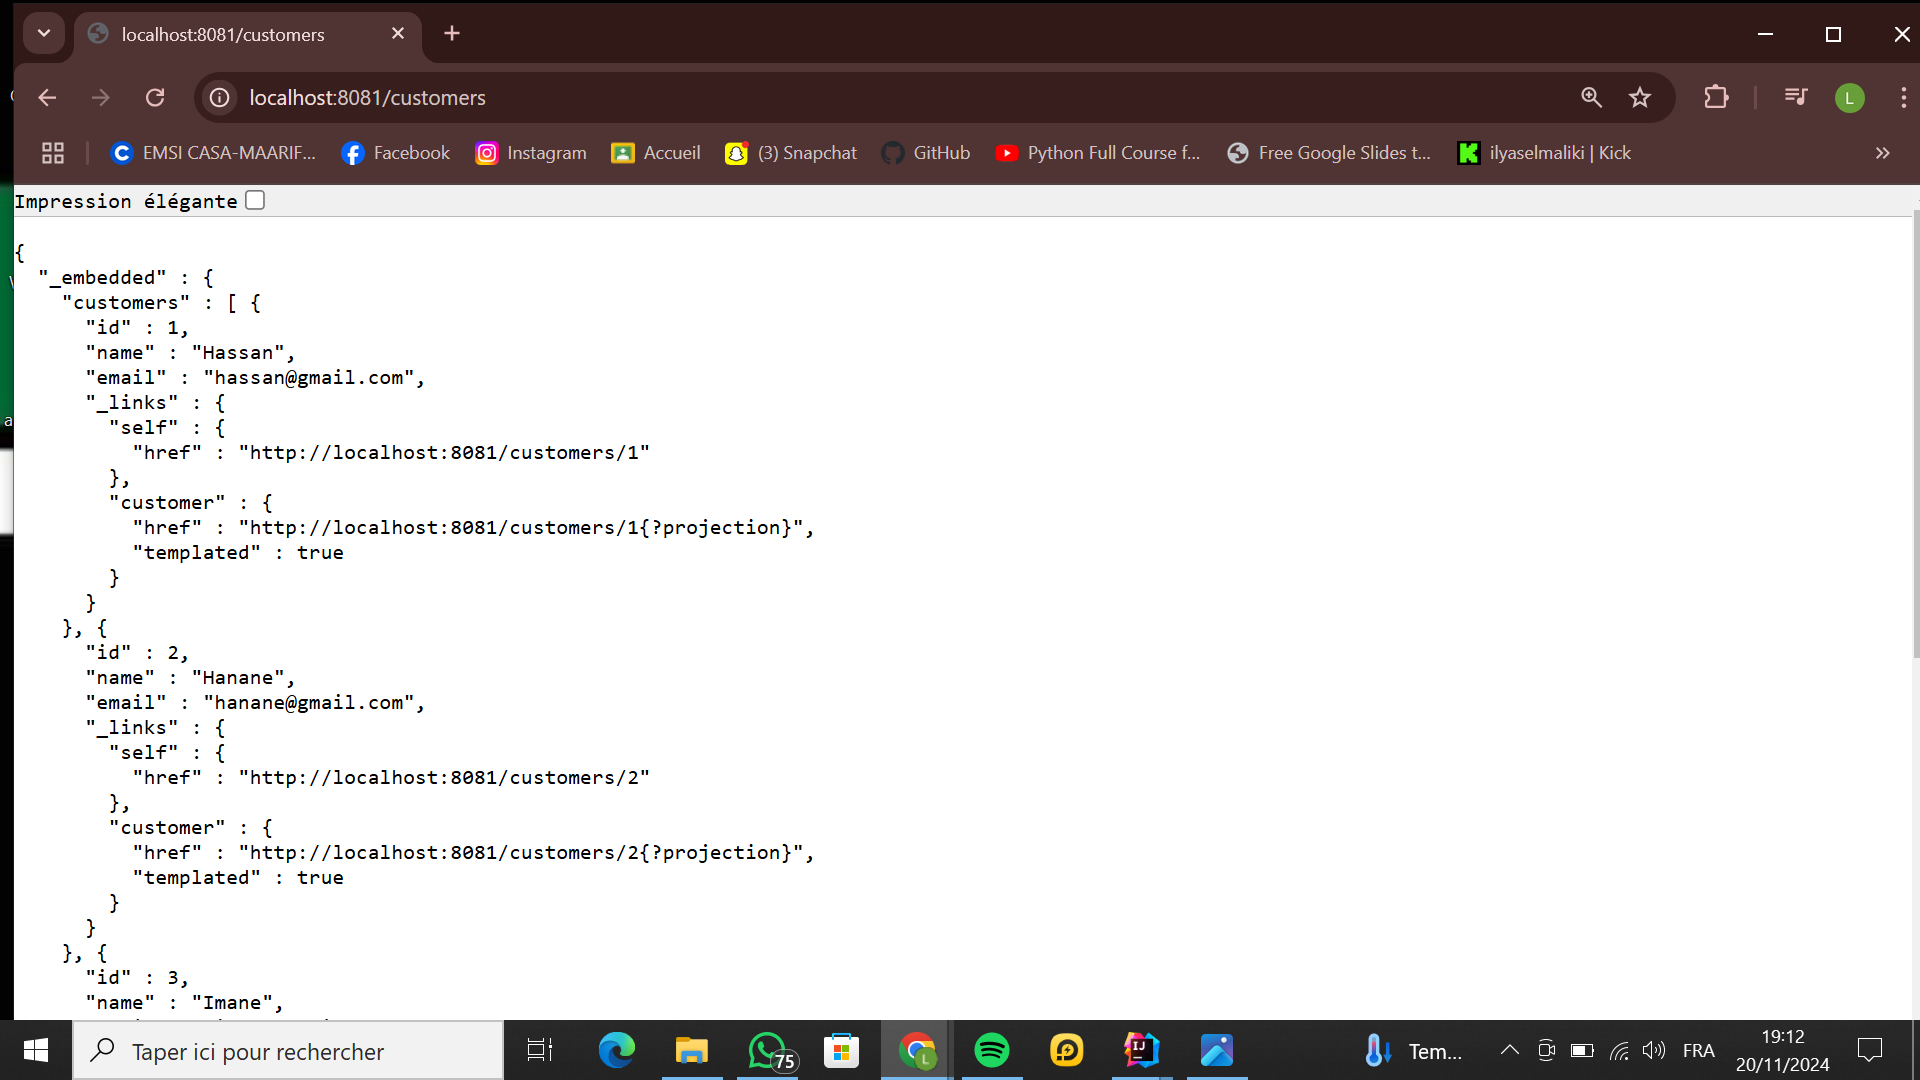 localhost:8081/customers
localhost:8081/customers
L
EMSI CASA-MAARIF...
Facebook
Instagram
Accueil
(3) Snapchat
GitHub
Python Full Course f...
Free Google Slides t...
ilyaselmaliki | Kick
Impression élégante
{
"_embedded" : {
"customers" : [ {
"id" : 1,
"name" : "Hassan",
"email" : "hassan@gmail.com",
"_links" : {
"self" : {
"href" : "http://localhost:8081/customers/1"
},
"customer" : {
"href" : "http://localhost:8081/customers/1{?projection}",
"templated" : true
}
}
}, {
"id" : 2,
"name" : "Hanane",
"email" : "hanane@gmail.com",
"_links" : {
"self" : {
"href" : "http://localhost:8081/customers/2"
},
"customer" : {
"href" : "http://localhost:8081/customers/2{?projection}",
"templated" : true
}
}
}, {
"id" : 3,
"name" : "Imane",
Taper ici pour rechercher
75
L
IJ
Tem...
FRA
19:12
20/11/2024